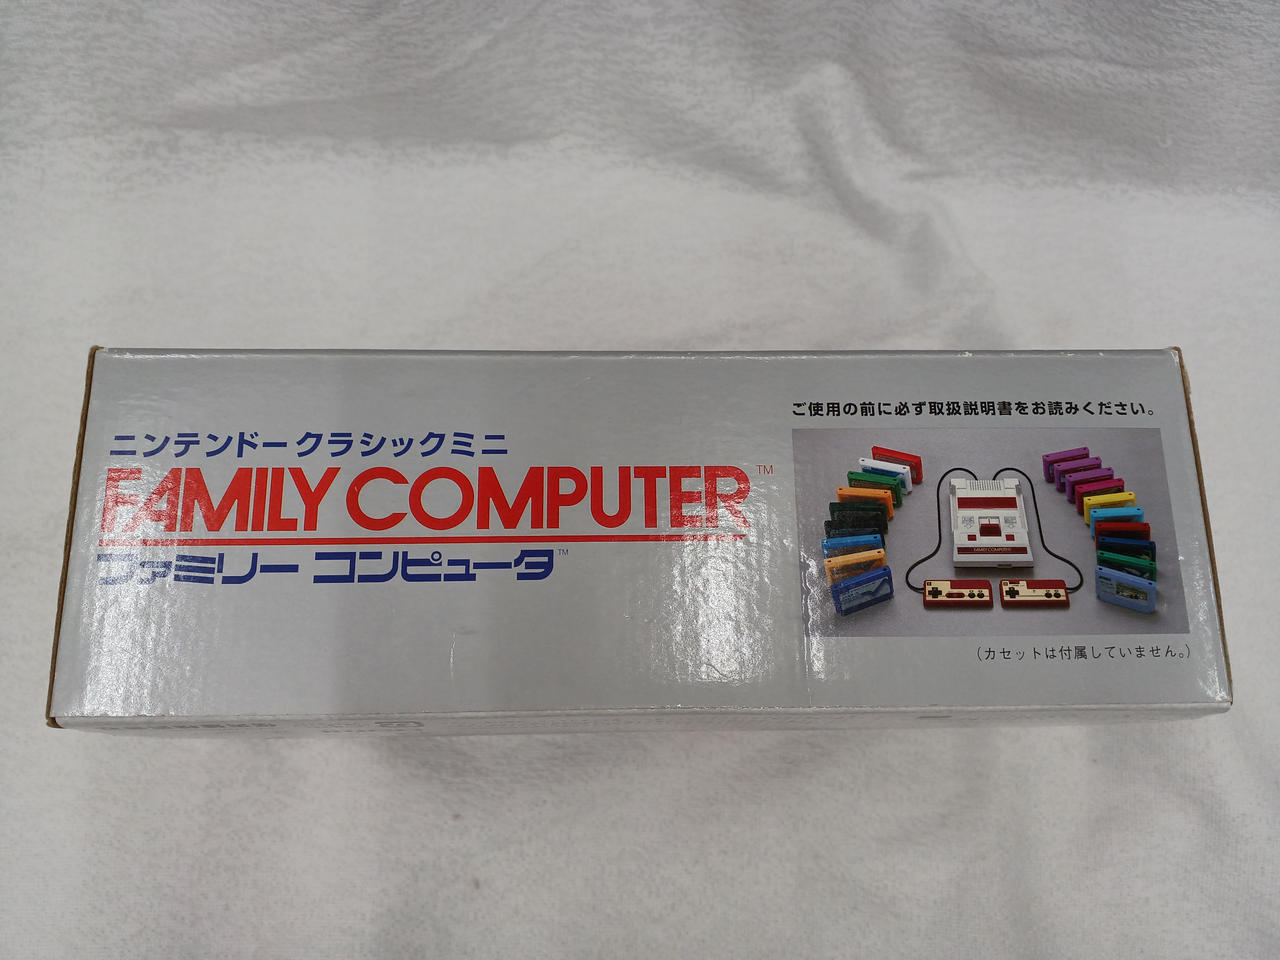 ニンテンドークラシックミニ
FAMILY COMPUTER™
ファミリー コンピュータ™
ご使用の前に必ず取扱説明書をお読みください。
FAMILY COMPUTER
(カセットは付属していません。)